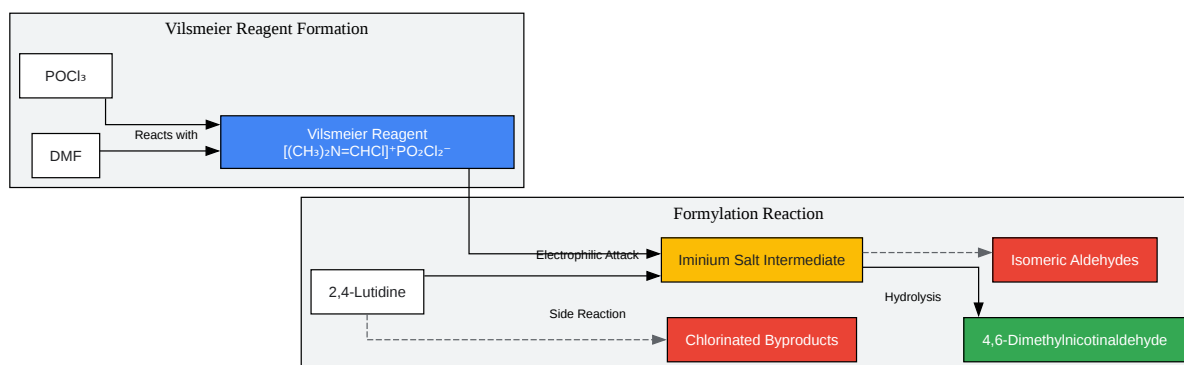 Vilsmeier Reagent Formation
POCl₃
Reacts with
DMF
Vilsmeier Reagent
[(CH₃)₂N=CHCl]⁺PO₂Cl₂⁻
Formylation Reaction
Electrophilic Attack
Iminium Salt Intermediate
Isomeric Aldehydes
2,4-Lutidine
Hydrolysis
Side Reaction
Chlorinated Byproducts
4,6-Dimethylnicotinaldehyde